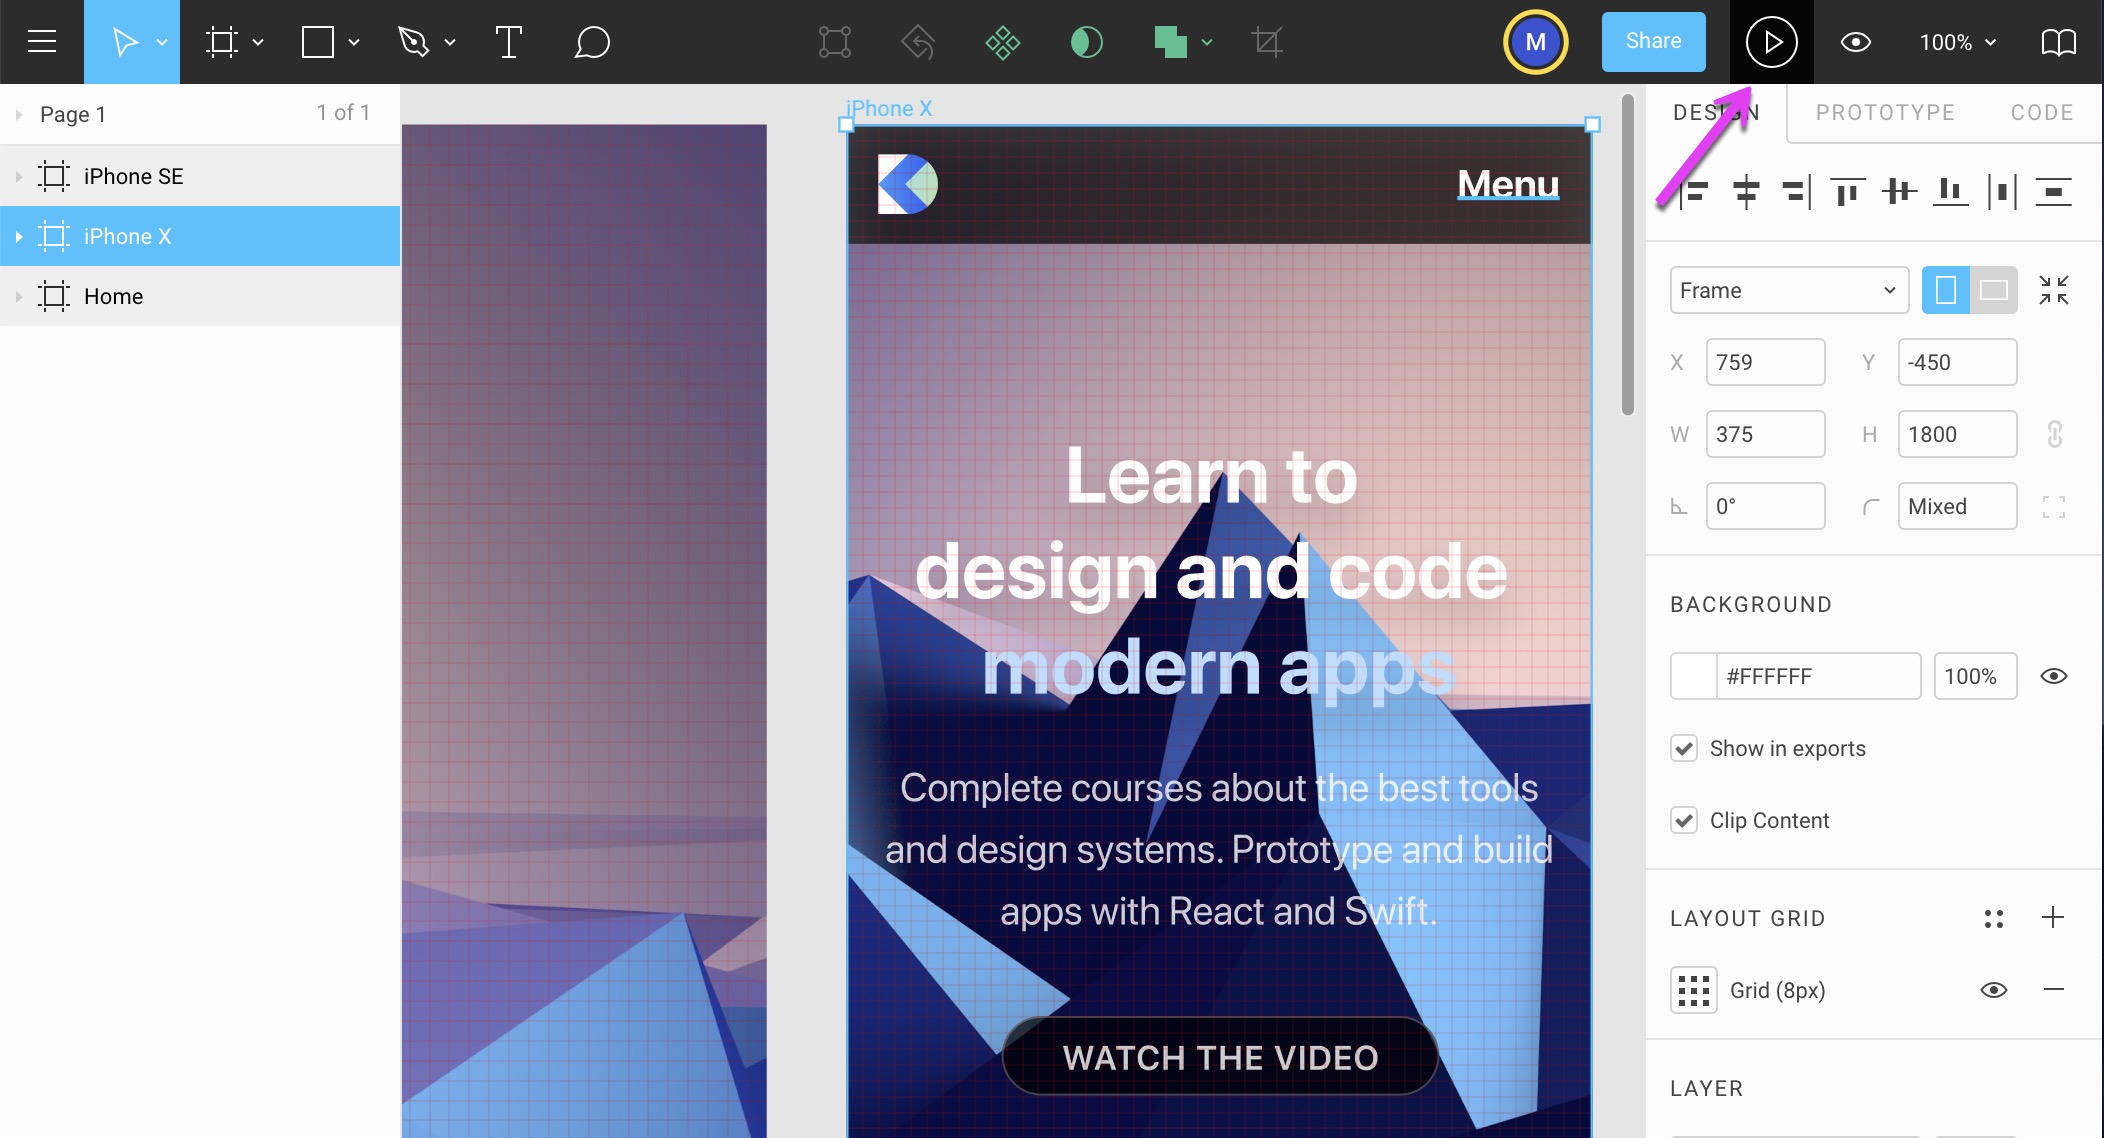 M
Share
100%
Page 1
1 of 1
iPhone SE
iPhone X
Home
iPhone X
Menu
Learn to
design and code
modern apps
Complete courses about the best tools
and design systems. Prototype and build
apps with React and Swift.
WATCH THE VIDEO
DESIGN
PROTOTYPE
CODE
Frame
X
759
Y
-450
W
375
H
1800
0°
Mixed
BACKGROUND
#FFFFFF
100%
Show in exports
Clip Content
LAYOUT GRID
Grid (8px)
LAYER